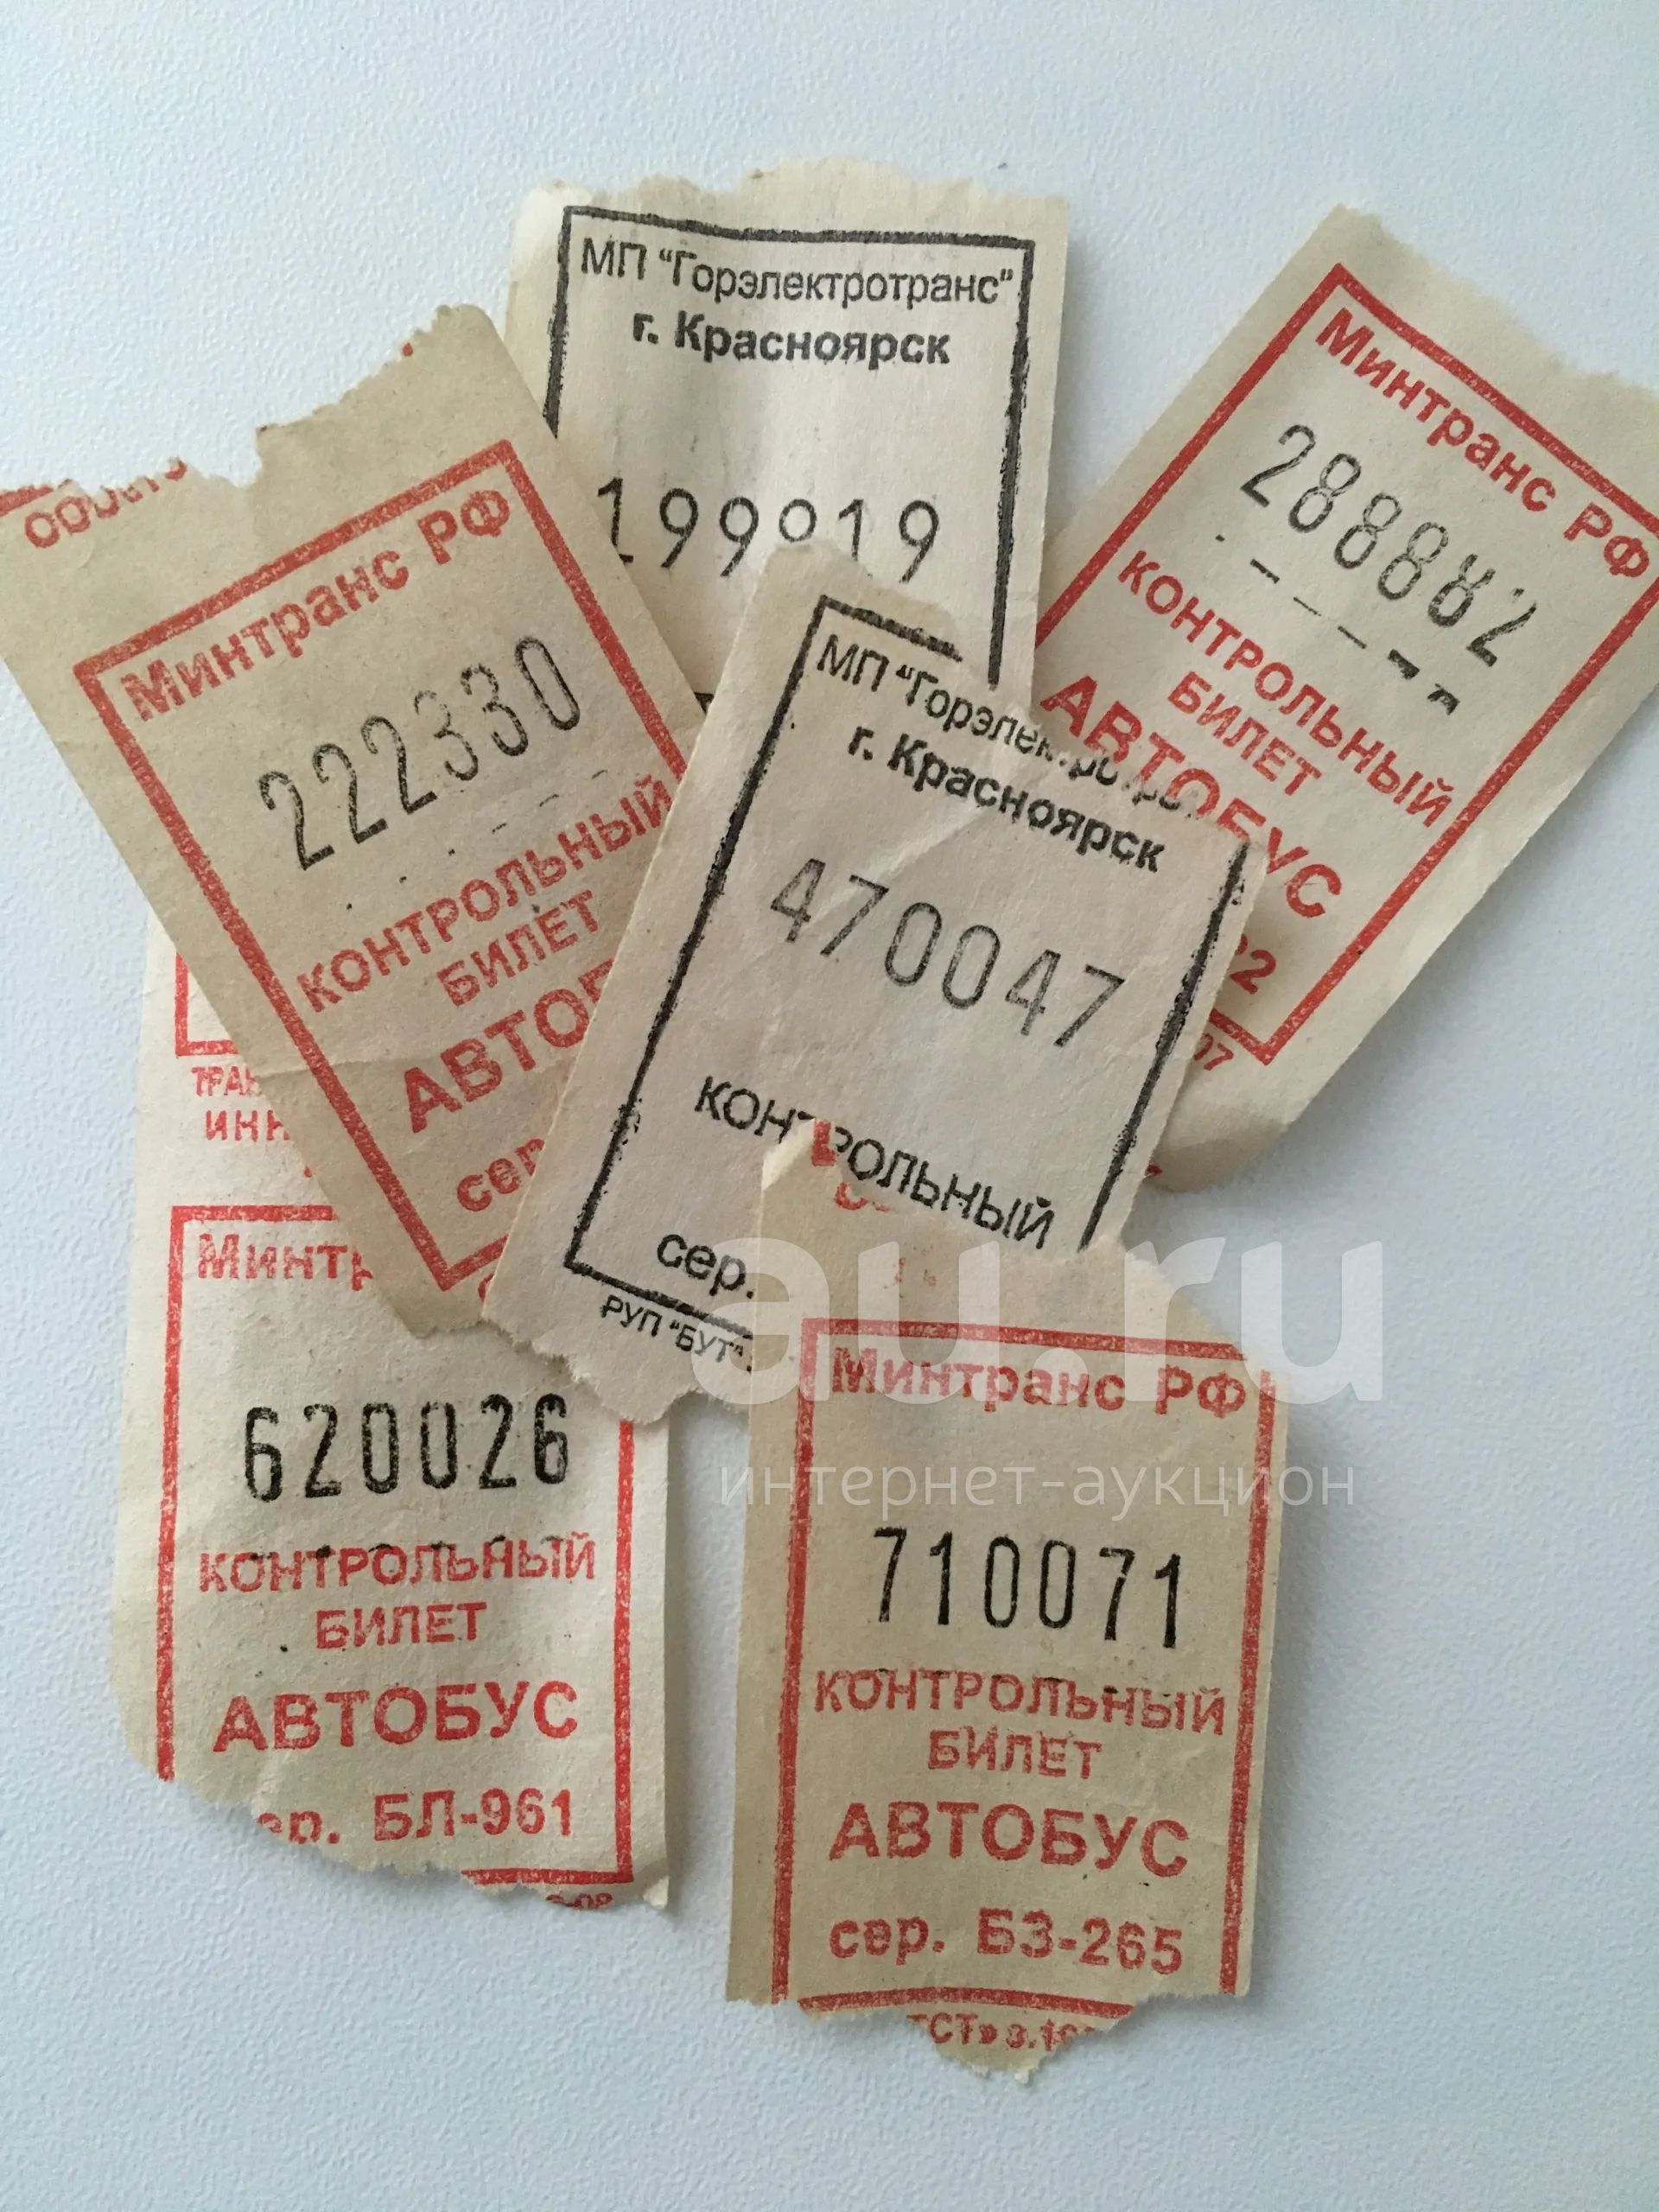 МП "Горэлектротранс"
г. Красноярск
199019
Минтранс РФ
288882
КОНТРОЛЬНЫЙ
БИЛЕТ
АВТОБУС
Минтранс РФ
222330
КОНТРОЛЬНЫЙ
БИЛЕТ
сер
МП "Горэлектротранс"
г. Красноярск
470047
КОНТРОЛЬНЫЙ
сер.
РУП "БУТ"
620026
КОНТРОЛЬНЫЙ
БИЛЕТ
АВТОБУС
сер. БЛ-961
Минтранс РФ
710071
КОНТРОЛЬНЫЙ
БИЛЕТ
АВТОБУС
сер. БЗ-265
au.ru
интернет-аукцион